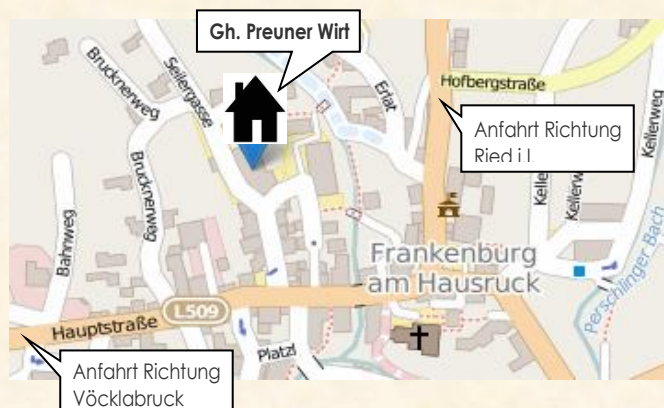 Gh. Preuner Wirt
Brucknerweg
Brucknerweg
Seilergasse
Erlat
Hofbergstraße
Anfahrt Richtung
Ried i.I.
Kellerweg
Kellerweg
Bahnweg
Brucknerweg
Frankenburg
am Hausruck
Perschlinger Bach
L509
Hauptstraße
Platzl
Anfahrt Richtung
Vöcklabruck